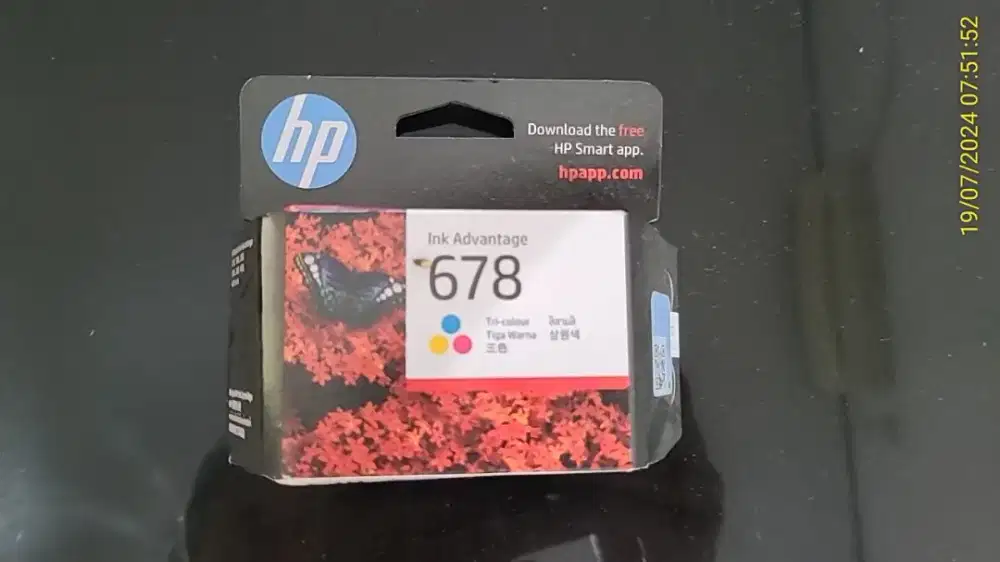 19/07/2024 07:51:52
hp
Download the free
HP Smart app.
hpapp.com
Ink Advantage
678
Tri-colour
Tiga Warna
三色
삼원색